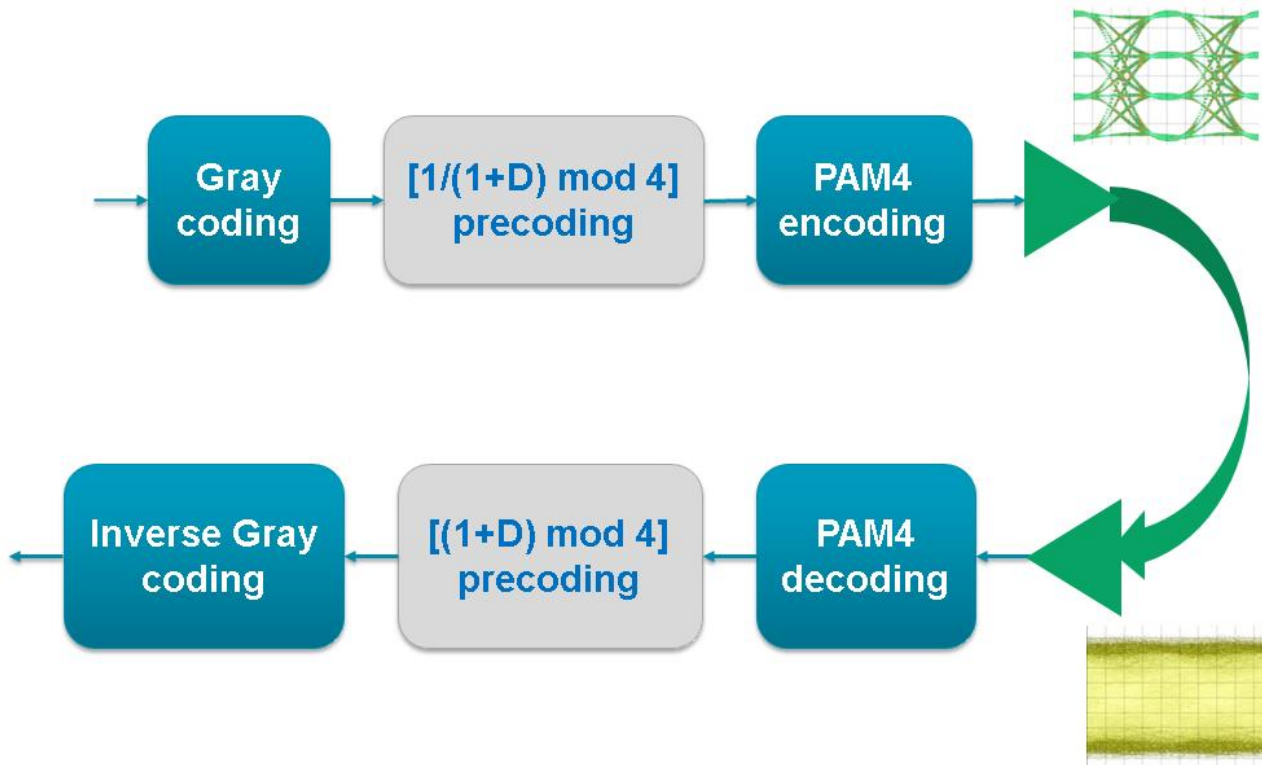 Gray
coding
[1/(1+D) mod 4]
precoding
PAM4
encoding
Inverse Gray
coding
[(1+D) mod 4]
precoding
PAM4
decoding